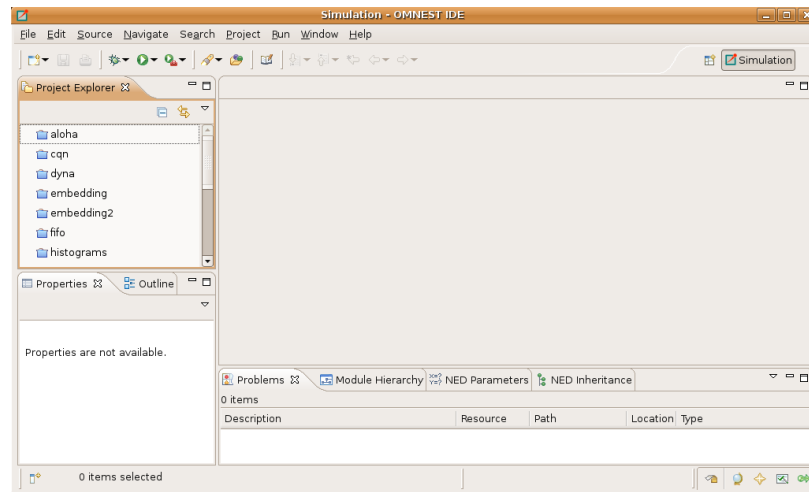 Simulation - OMNEST IDE
File Edit Source Navigate Search Project Run Window Help
Simulation
Project Explorer
aloha
cqn
dyna
embedding
embedding2
fifo
histograms
Properties Outline
Properties are not available.
Problems Module Hierarchy NED Parameters NED Inheritance
0 items
Description Resource Path Location Type
0 items selected